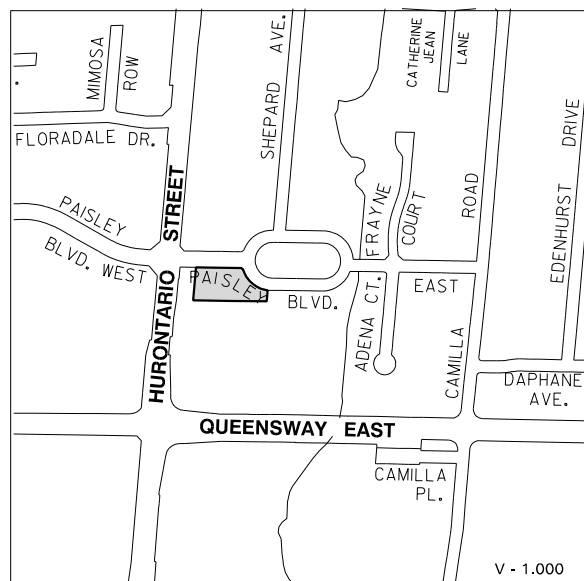 MIMOSA
ROW
FLORADALE DR.
SHEPARD AVE.
CATHERINE
JEAN
LANE
DRIVE
EDENHURST
PAISLEY
BLVD. WEST
STREET
HURONTARIO
PAISLEY
BLVD.
EAST
FRAYNE
COURT
ADENA CT.
ROAD
CAMILLA
DAPHANE
AVE.
QUEENSWAY EAST
CAMILLA
PL.
V - 1.000